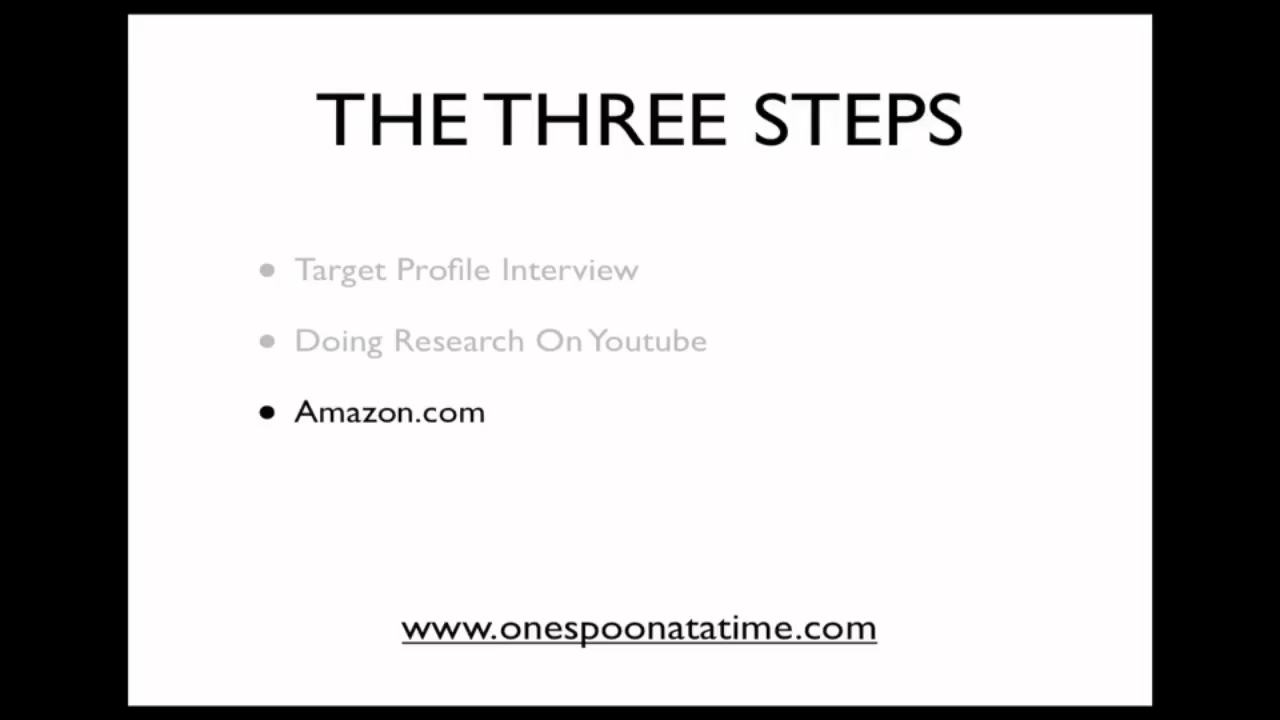 THE THREE STEPS
• Target Profile Interview
• Doing Research On Youtube
• Amazon.com
www.onespoonatatime.com